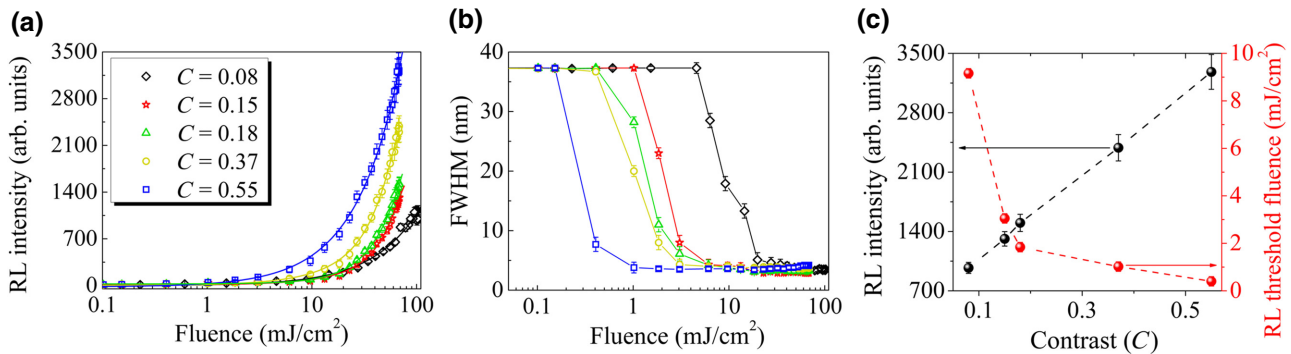 (a)
RL intensity (arb. units)
3500
2800
2100
1400
700
0
C = 0.08
C = 0.15
C = 0.18
C = 0.37
C = 0.55
0.1 1 10 100
Fluence (mJ/cm²)
(b)
FWHM (nm)
40
30
20
10
0
0.1 1 10 100
Fluence (mJ/cm²)
(c)
RL intensity (arb. units)
3500
2800
2100
1400
700
0.1 0.3 0.5
Contrast (C)
10
8
6
4
2
0
RL threshold fluence (mJ/cm²)